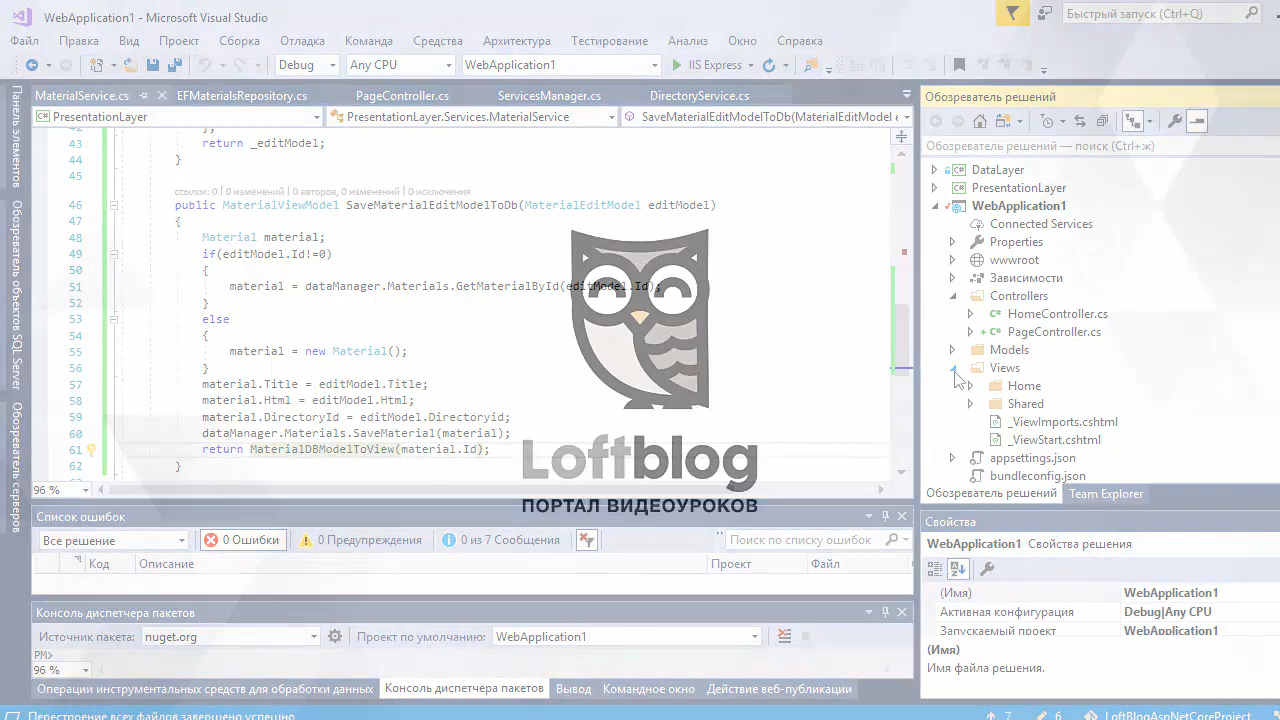 WebApplication1 - Microsoft Visual Studio
Быстрый запуск (Ctrl+Q)
Файл Правка Вид Проект Сборка Отладка Команда Средства Архитектура Тестирование Анализ Окно Справка
Debug Any CPU WebApplication1 IIS Express
Панель элементов
Обозреватель объектов SQL Server
Обозреватель серверов
MaterialService.cs EFMaterialsRepository.cs PageController.cs ServicesManager.cs DirectoryService.cs
PresentationLayer PresentationLayer.Services.MaterialService SaveMaterialEditModelToDb(MaterialEditModel e
42 };
43 return _editModel;
44 }
45
ссылок: 0 | 0 изменений | 0 авторов, 0 изменений | 0 исключения
46 public MaterialViewModel SaveMaterialEditModelToDb(MaterialEditModel editModel)
47 {
48 Material material;
49 if(editModel.Id!=0)
50 {
51 material = dataManager.Materials.GetMaterialById(editModel.Id);
52 }
53 else
54 {
55 material = new Material();
56 }
57 material.Title = editModel.Title;
58 material.Html = editModel.Html;
59 material.DirectoryId = editModel.Directoryid;
60 dataManager.Materials.SaveMaterial(material);
61 return MaterialDBModelToView(material.Id);
62 }
96 %
Loftblog
ПОРТАЛ ВИДЕОУРОКОВ
Список ошибок
Все решение 0 Ошибки 0 Предупреждения 0 из 7 Сообщения Поиск по списку ошибок
Код Описание Проект Файл
Консоль диспетчера пакетов
Источник пакета: nuget.org Проект по умолчанию: WebApplication1
PM>
96 %
Операции инструментальных средств для обработки данных Консоль диспетчера пакетов Вывод Командное окно Действие веб-публикации
Обозреватель решений
Обозреватель решений — поиск (Ctrl+ж)
DataLayer
PresentationLayer
WebApplication1
Connected Services
Properties
wwwroot
Зависимости
Controllers
C# HomeController.cs
+ C# PageController.cs
Models
Views
Home
Shared
_ViewImports.cshtml
_ViewStart.cshtml
appsettings.json
bundleconfig.json
Обозреватель решений Team Explorer
Свойства
WebApplication1 Свойства решения
(Имя) WebApplication1
Активная конфигурация Debug|Any CPU
Запускаемый проект WebApplication1
(Имя)
Имя файла решения.
Перестроение всех файлов завершено успешно 7 6 LoftBlogAspNetCoreProject